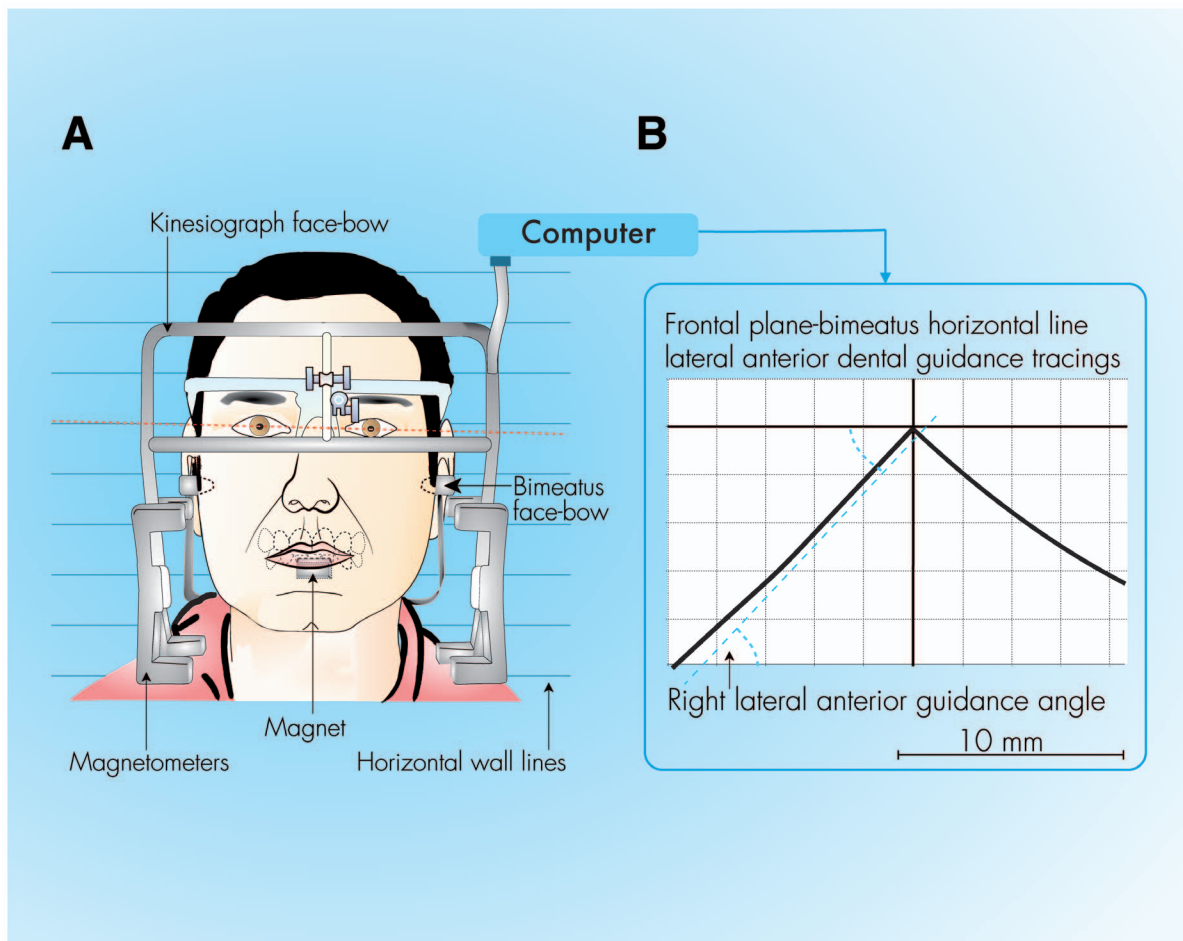 A
B
Kinesiograph face-bow
Computer
Bimeatus
face-bow
Magnet
Magnetometers
Horizontal wall lines
Frontal plane-bimeatus horizontal line
lateral anterior dental guidance tracings
Right lateral anterior guidance angle
10 mm